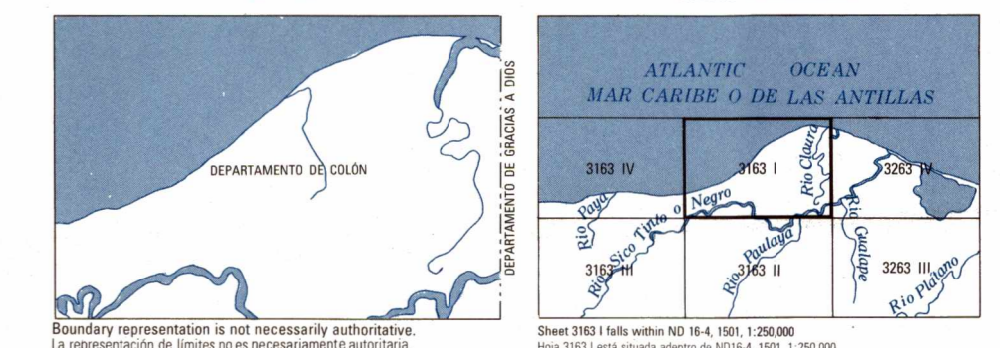 DEPARTAMENTO DE COLÓN
DEPARTAMENTO DE GRACIAS A DIOS
Boundary representation is not necessarily authoritative.
La representación de límites no es necesariamente autoritaria
ATLANTIC OCEAN
MAR CARIBE O DE LAS ANTILLAS
3163 IV
3163 I
Río Claura
3263 IV
Río Paya
Río Sico Tinto o Negro
3163 III
Río Paulaya
3163 II
Río Gualape
3263 III
Río Plátano
Sheet 3163 I falls within ND 16-4, 1501, 1:250,000
Hoja 3163 I está situada adentro de ND16-4, 1501, 1:250,000